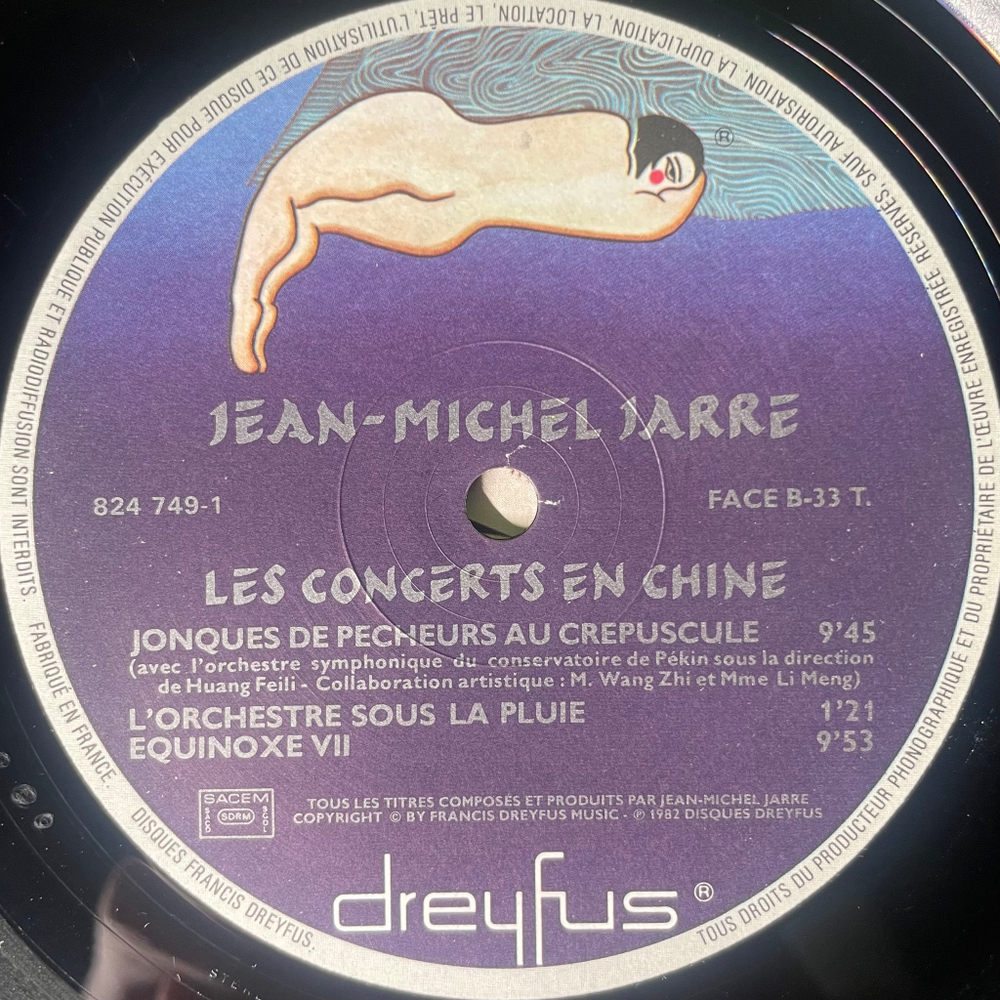 ®
JEAN-MICHEL JARRE
824 749-1
FACE B-33 T.
LES CONCERTS EN CHINE
JONQUES DE PECHEURS AU CREPUSCULE 9'45
(avec l'orchestre symphonique du conservatoire de Pékin sous la direction
de Huang Feili - Collaboration artistique : M. Wang Zhi et Mme Li Meng)
L'ORCHESTRE SOUS LA PLUIE 1'21
EQUINOXE VII 9'53
SACEM
SACD SDRM SGDL
TOUS LES TITRES COMPOSÉS ET PRODUITS PAR JEAN-MICHEL JARRE
COPYRIGHT © BY FRANCIS DREYFUS MUSIC - ℗ 1982 DISQUES DREYFUS
dreyfus ®
TOUS DROITS DU PRODUCTEUR PHONOGRAPHIQUE ET DU PROPRIÉTAIRE DE L'ŒUVRE ENREGISTRÉE RÉSERVÉS, SAUF AUTORISATION, LA DUPLICATION, LA LOCATION, LE PRÊT, L'UTILISATION DE CE DISQUE POUR EXÉCUTION PUBLIQUE ET RADIODIFFUSION SONT INTERDITS. FABRIQUÉ EN FRANCE. DISQUES FRANCIS DREYFUS.